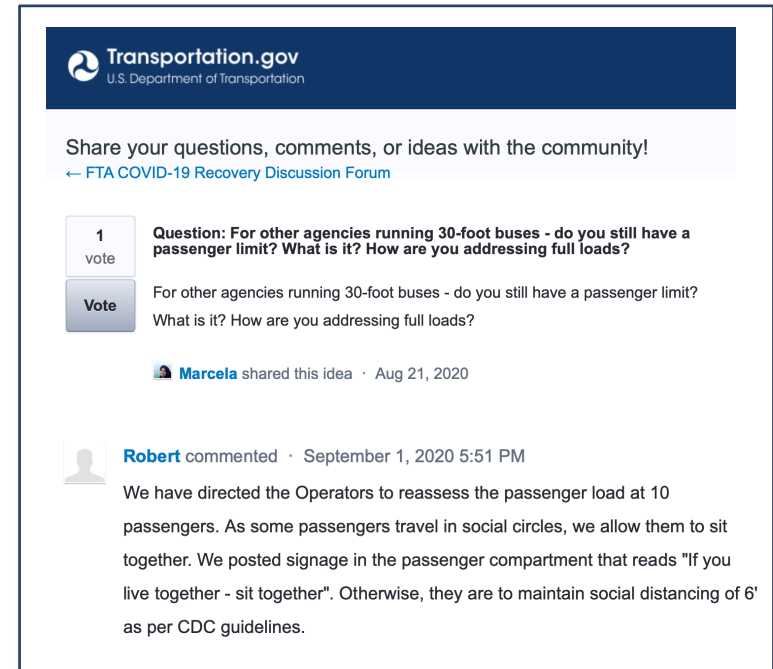 Transportation.gov
U.S. Department of Transportation
Share your questions, comments, or ideas with the community!
← FTA COVID-19 Recovery Discussion Forum
1
vote
Vote
Question: For other agencies running 30-foot buses - do you still have a
passenger limit? What is it? How are you addressing full loads?
For other agencies running 30-foot buses - do you still have a passenger limit?
What is it? How are you addressing full loads?
Marcela shared this idea · Aug 21, 2020
Robert commented · September 1, 2020 5:51 PM
We have directed the Operators to reassess the passenger load at 10
passengers. As some passengers travel in social circles, we allow them to sit
together. We posted signage in the passenger compartment that reads "If you
live together - sit together". Otherwise, they are to maintain social distancing of 6'
as per CDC guidelines.